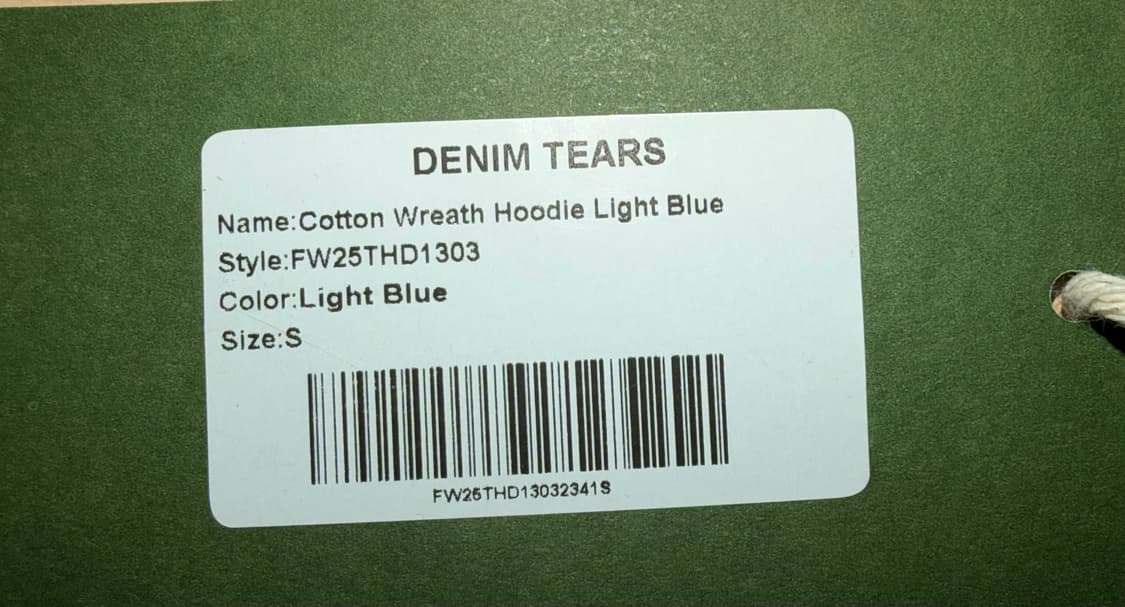 DENIM TEARS
Name:Cotton Wreath Hoodie Light Blue
Style:FW25THD1303
Color:Light Blue
Size:S
FW25THD13032341S